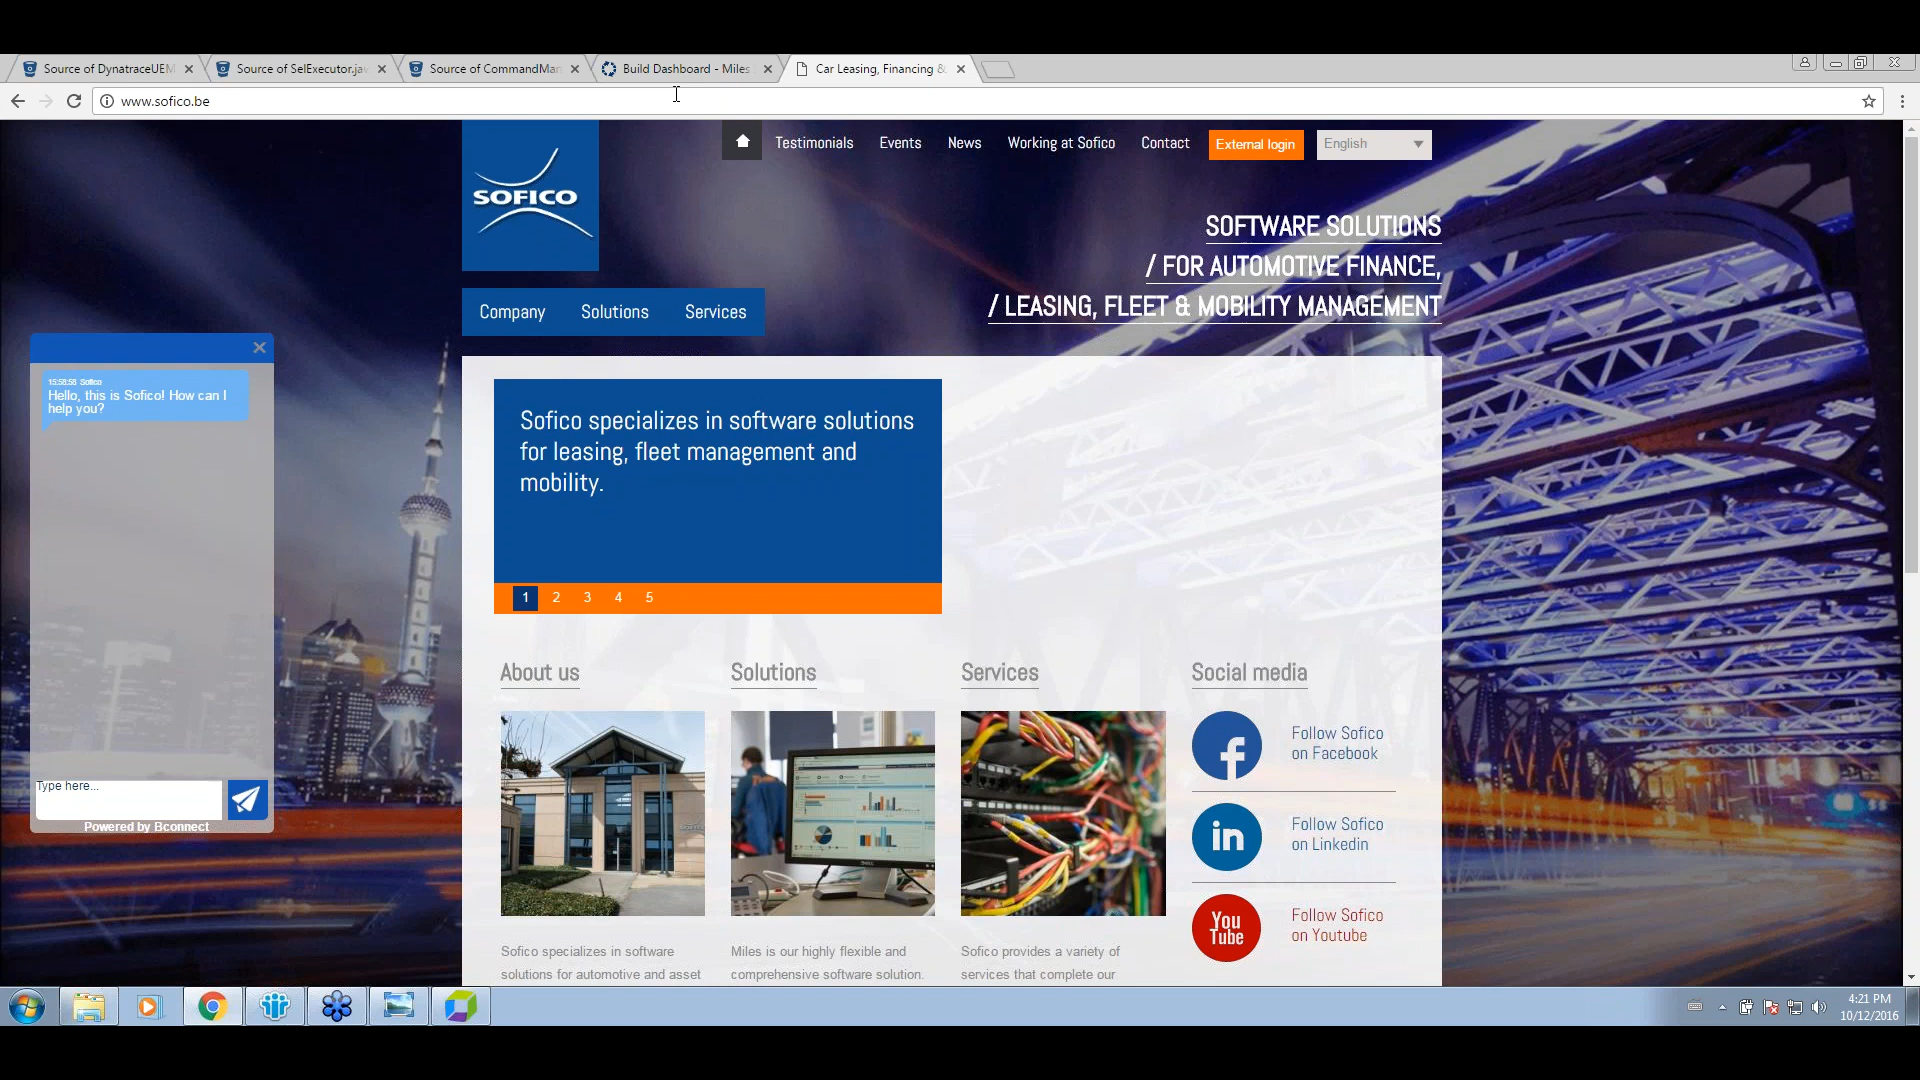 Source of DynatraceUEM
Source of SelExecutor.jav
Source of CommandMan
Build Dashboard - Miles
Car Leasing, Financing &
www.sofico.be
Testimonials
Events
News
Working at Sofico
Contact
External login
English
SOFICO
SOFTWARE SOLUTIONS
/ FOR AUTOMOTIVE FINANCE,
/ LEASING, FLEET & MOBILITY MANAGEMENT
Company
Solutions
Services
15:58:58 Sofico
Hello, this is Sofico! How can I
help you?
Type here...
Powered by Bconnect
Sofico specializes in software solutions
for leasing, fleet management and
mobility.
1 2 3 4 5
About us
Solutions
Services
Social media
Follow Sofico
on Facebook
in
Follow Sofico
on Linkedin
You
Tube
Follow Sofico
on Youtube
Sofico specializes in software
solutions for automotive and asset
Miles is our highly flexible and
comprehensive software solution.
Sofico provides a variety of
services that complete our
4:21 PM
10/12/2016